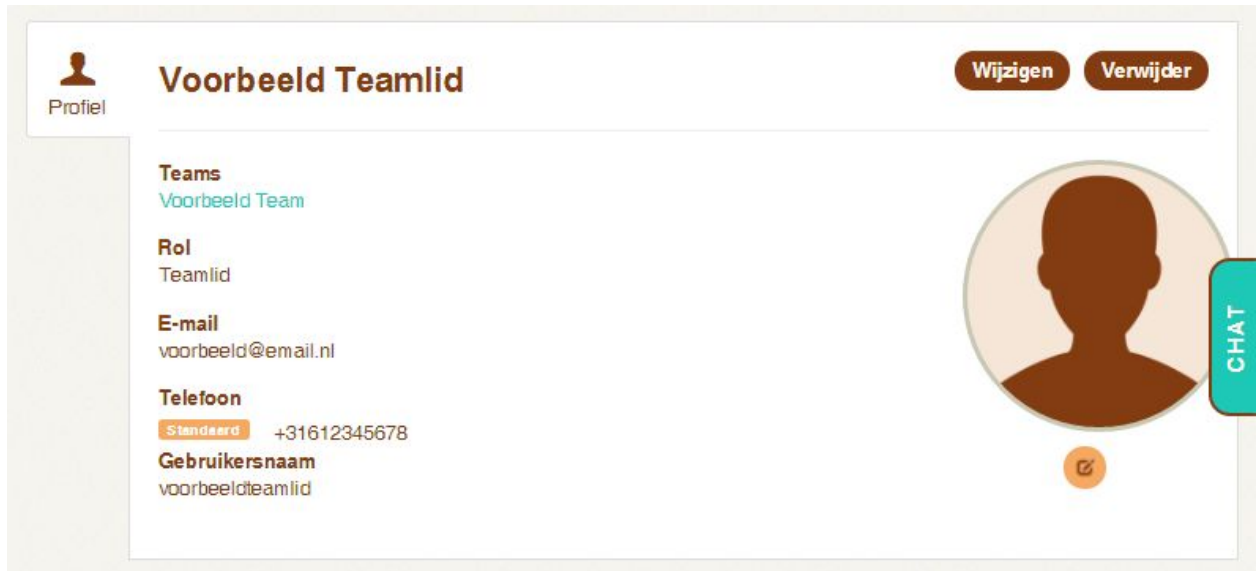 Profiel
Voorbeeld Teamlid
Wijzigen Verwijder
Teams
Voorbeeld Team
Rol
Teamlid
E-mail
voorbeeld@email.nl
Telefoon
Standaard +31612345678
Gebruikersnaam
voorbeeldteamlid
CHAT